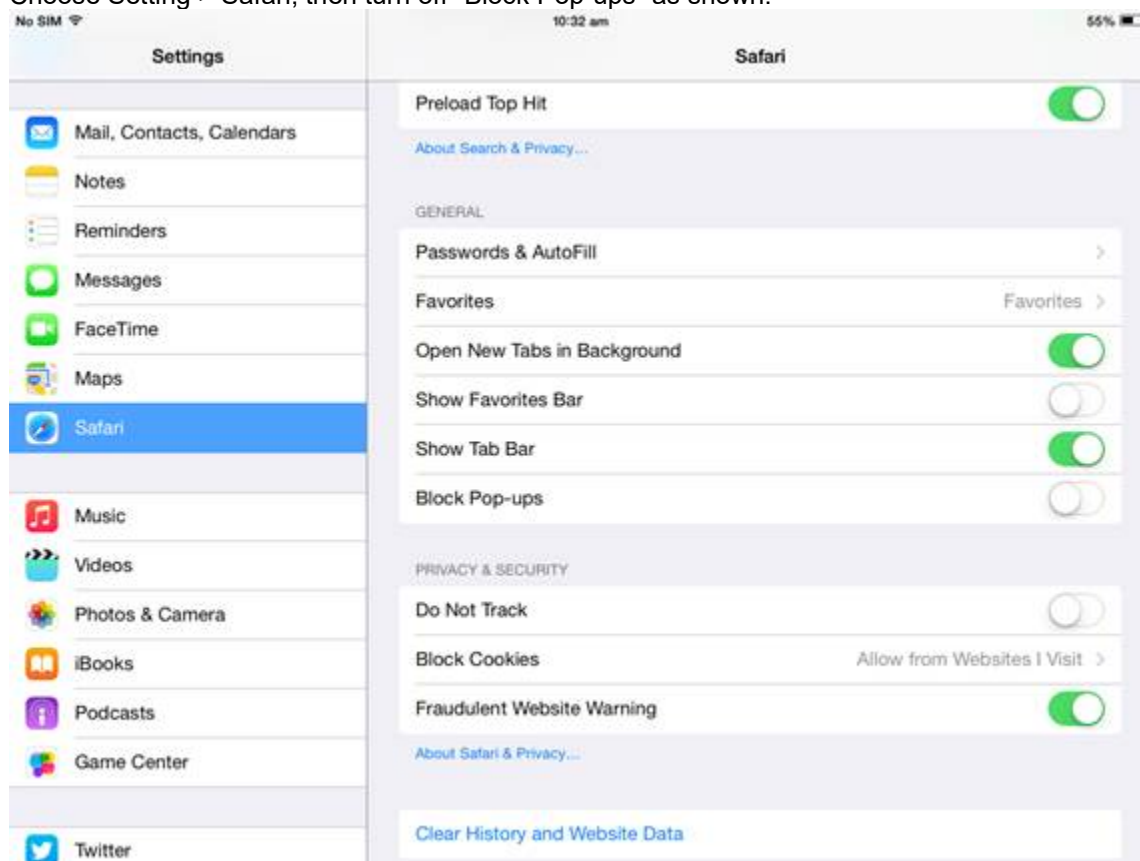 Choose Setting > Safari, then turn off "Block Pop-ups" as shown.
No SIM 10:32 am 55%
Settings
Safari
Mail, Contacts, Calendars
Notes
Reminders
Messages
FaceTime
Maps
Safari
Music
Videos
Photos & Camera
iBooks
Podcasts
Game Center
Twitter
Preload Top Hit
About Search & Privacy...
GENERAL
Passwords & AutoFill
Favorites Favorites
Open New Tabs in Background
Show Favorites Bar
Show Tab Bar
Block Pop-ups
PRIVACY & SECURITY
Do Not Track
Block Cookies Allow from Websites I Visit
Fraudulent Website Warning
About Safari & Privacy...
Clear History and Website Data